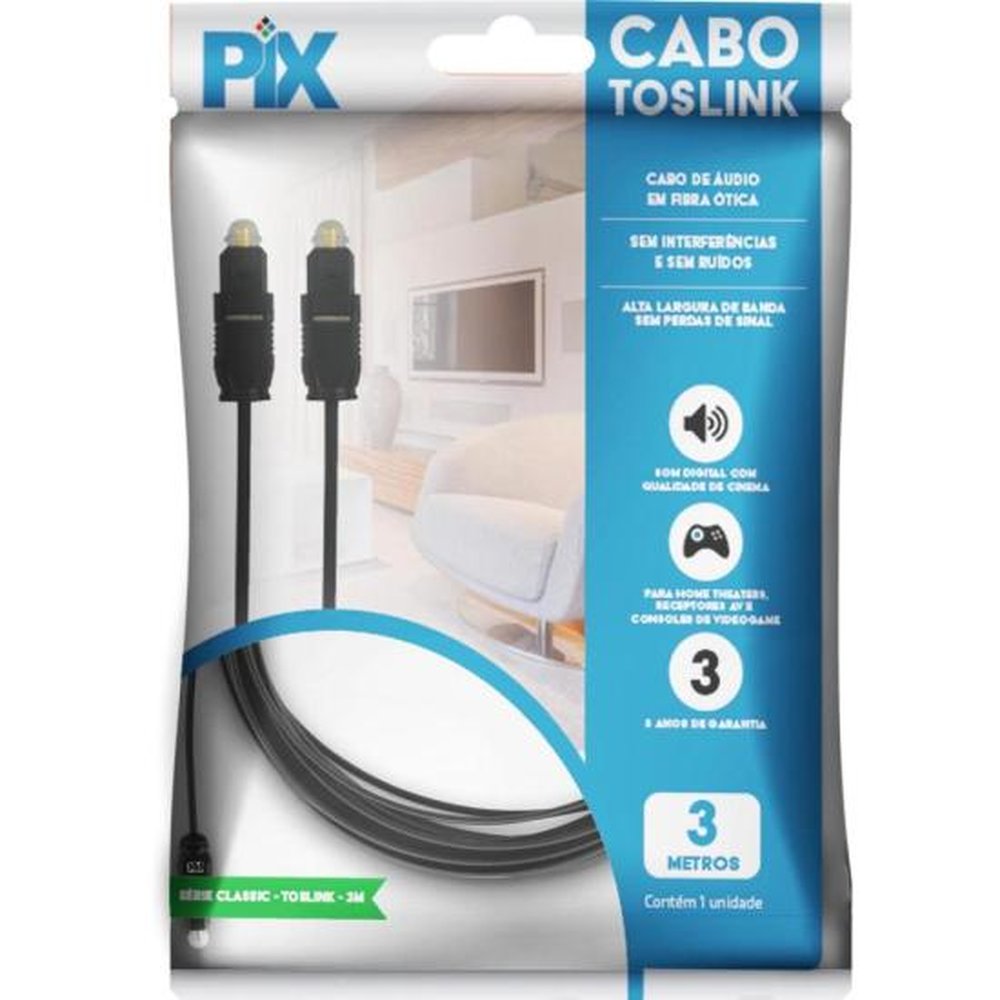 PIX
CABO
TOSLINK
CABO DE ÁUDIO
EM FIBRA ÓTICA
SEM INTERFERÊNCIAS
E SEM RUÍDOS
ALTA LARGURA DE BANDA
SEM PERDAS DE SINAL
SOM DIGITAL COM
QUALIDADE DE CINEMA
PARA HOME THEATERS,
RECEPTORES AV E
CONSOLES DE VIDEOGAME
3
3 ANOS DE GARANTIA
3
METROS
Contém 1 unidade
SÉRIE CLASSIC - TOSLINK - 3M